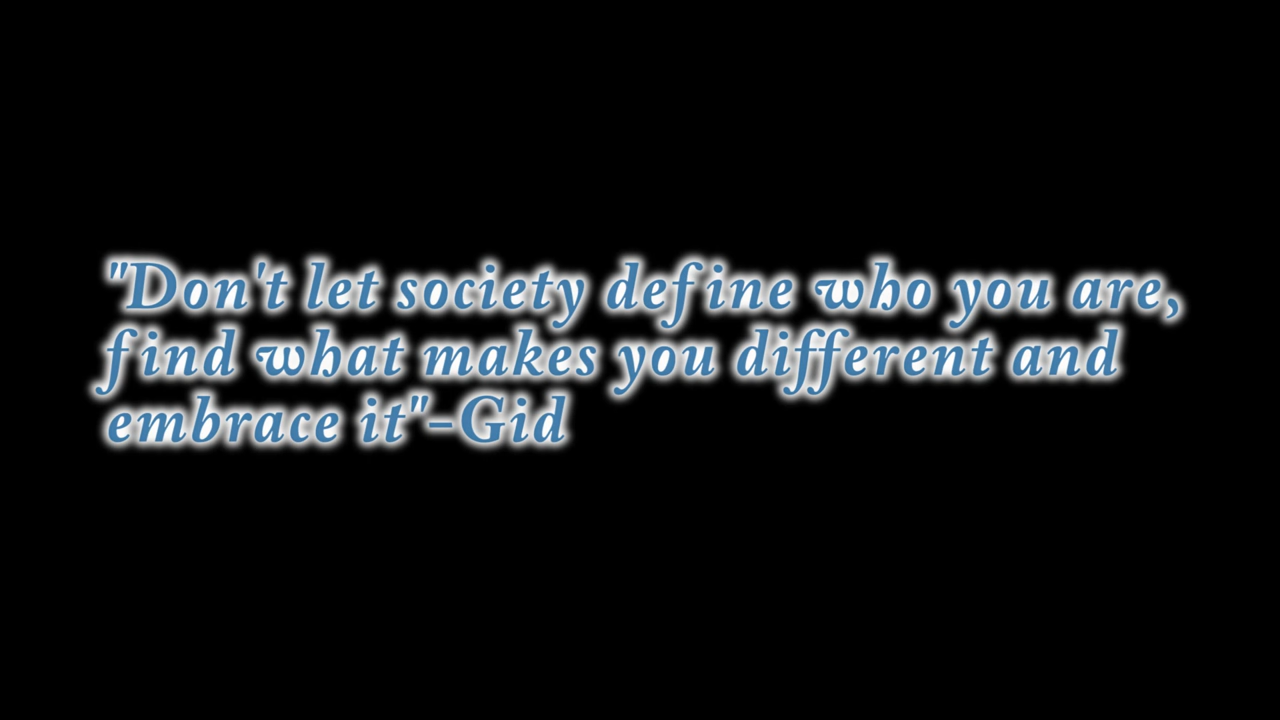 "Don't let society define who you are,
find what makes you different and
embrace it"-Gid